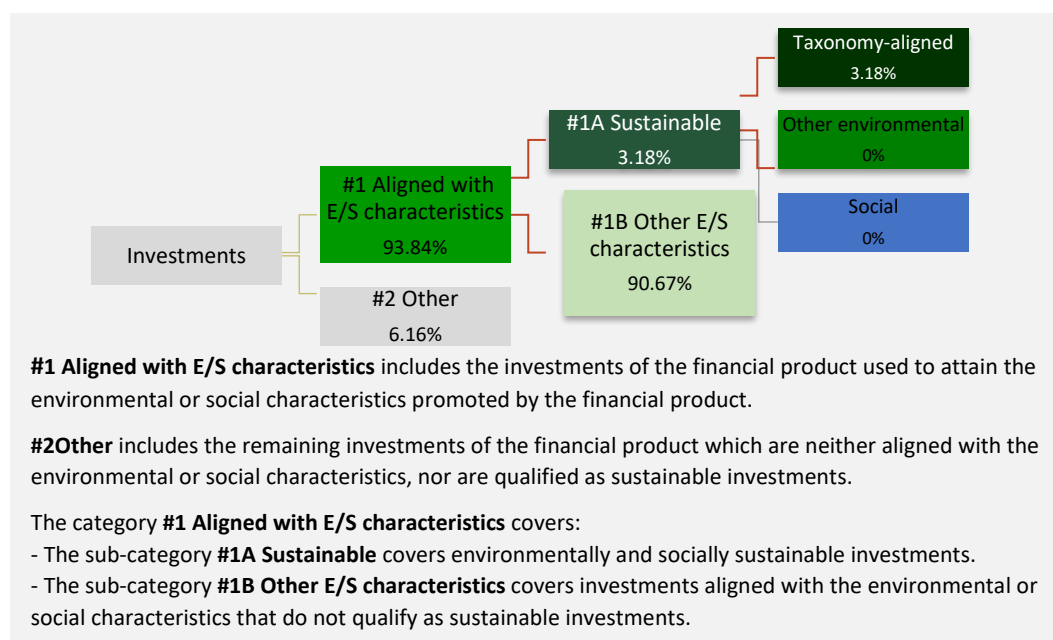 Taxonomy-aligned
3.18%
#1A Sustainable
3.18%
Other environmental
0%
#1 Aligned with
E/S characteristics
93.84%
#1B Other E/S
characteristics
90.67%
Social
0%
Investments
#2 Other
6.16%
#1 Aligned with E/S characteristics includes the investments of the financial product used to attain the
environmental or social characteristics promoted by the financial product.
#2Other includes the remaining investments of the financial product which are neither aligned with the
environmental or social characteristics, nor are qualified as sustainable investments.
The category #1 Aligned with E/S characteristics covers:
- The sub-category #1A Sustainable covers environmentally and socially sustainable investments.
- The sub-category #1B Other E/S characteristics covers investments aligned with the environmental or
social characteristics that do not qualify as sustainable investments.